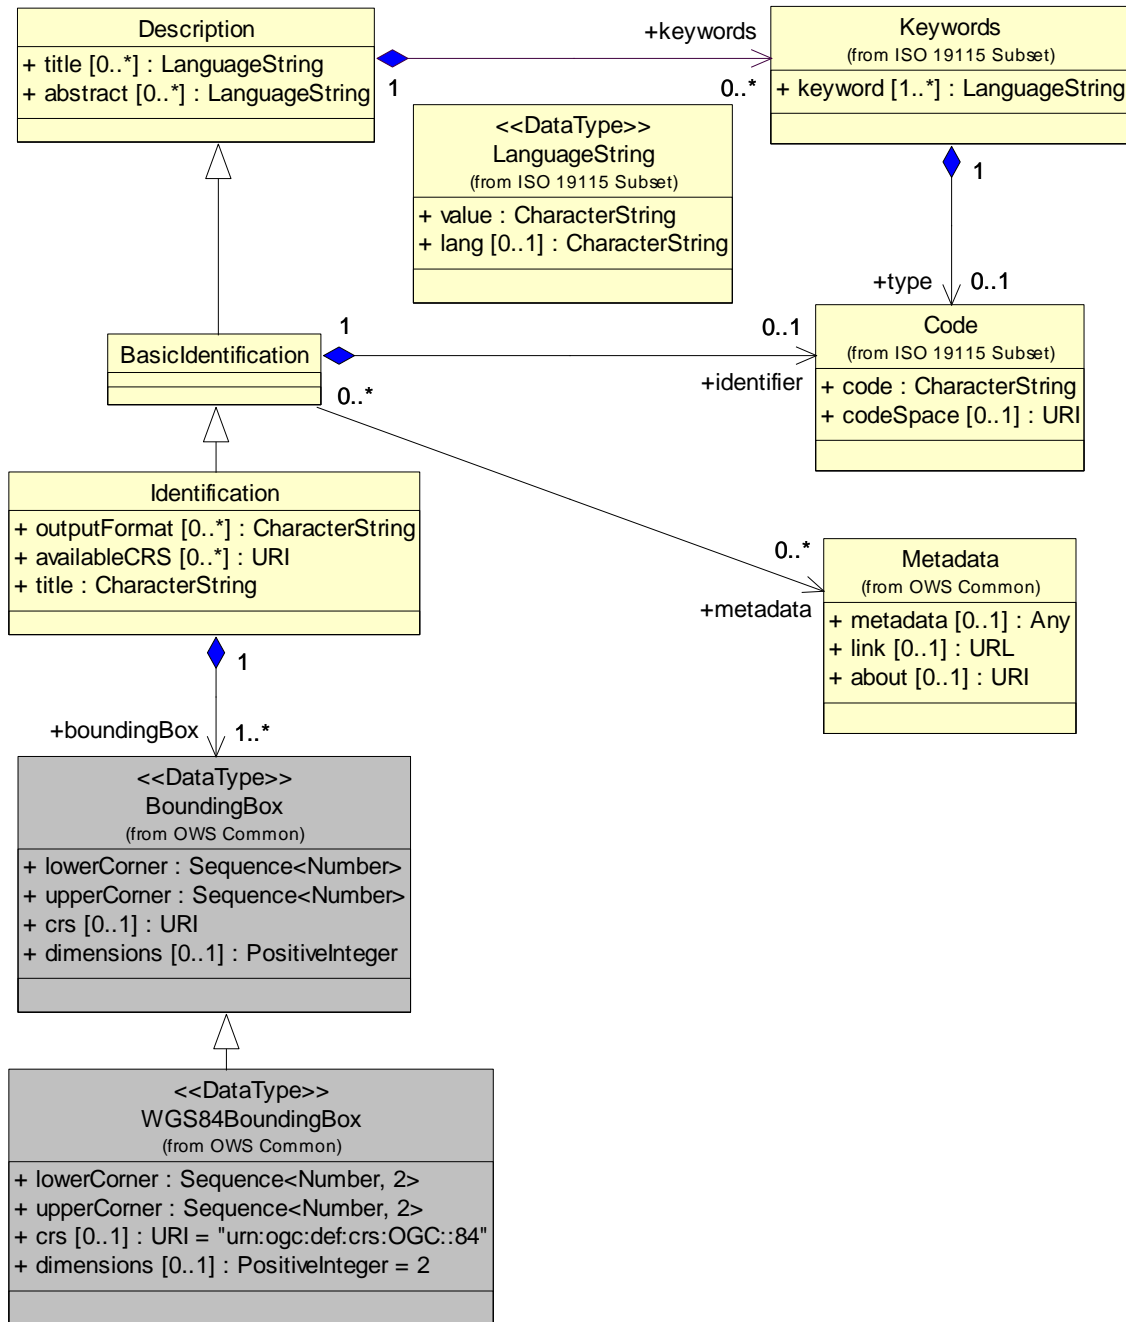 Description
+ title [0..*] : LanguageString
+ abstract [0..*] : LanguageString
+keywords
1
0..*
Keywords
(from ISO 19115 Subset)
+ keyword [1..*] : LanguageString
<<DataType>>
LanguageString
(from ISO 19115 Subset)
+ value : CharacterString
+ lang [0..1] : CharacterString
1
+type
0..1
BasicIdentification
1
0..1
+identifier
0..*
Code
(from ISO 19115 Subset)
+ code : CharacterString
+ codeSpace [0..1] : URI
Identification
+ outputFormat [0..*] : CharacterString
+ availableCRS [0..*] : URI
+ title : CharacterString
0..*
+metadata
Metadada
(from OWS Common)
+ metadata [0..1] : Any
+ link [0..1] : URL
+ about [0..1] : URI
1
+boundingBox
1..*
<<DataType>>
BoundingBox
(from OWS Common)
+ lowerCorner : Sequence<Number>
+ upperCorner : Sequence<Number>
+ crs [0..1] : URI
+ dimensions [0..1] : PositiveInteger
<<DataType>>
WGS84BoundingBox
(from OWS Common)
+ lowerCorner : Sequence<Number, 2>
+ upperCorner : Sequence<Number, 2>
+ crs [0..1] : URI = "urn:ogc:def:crs:OGC::84"
+ dimensions [0..1] : PositiveInteger = 2